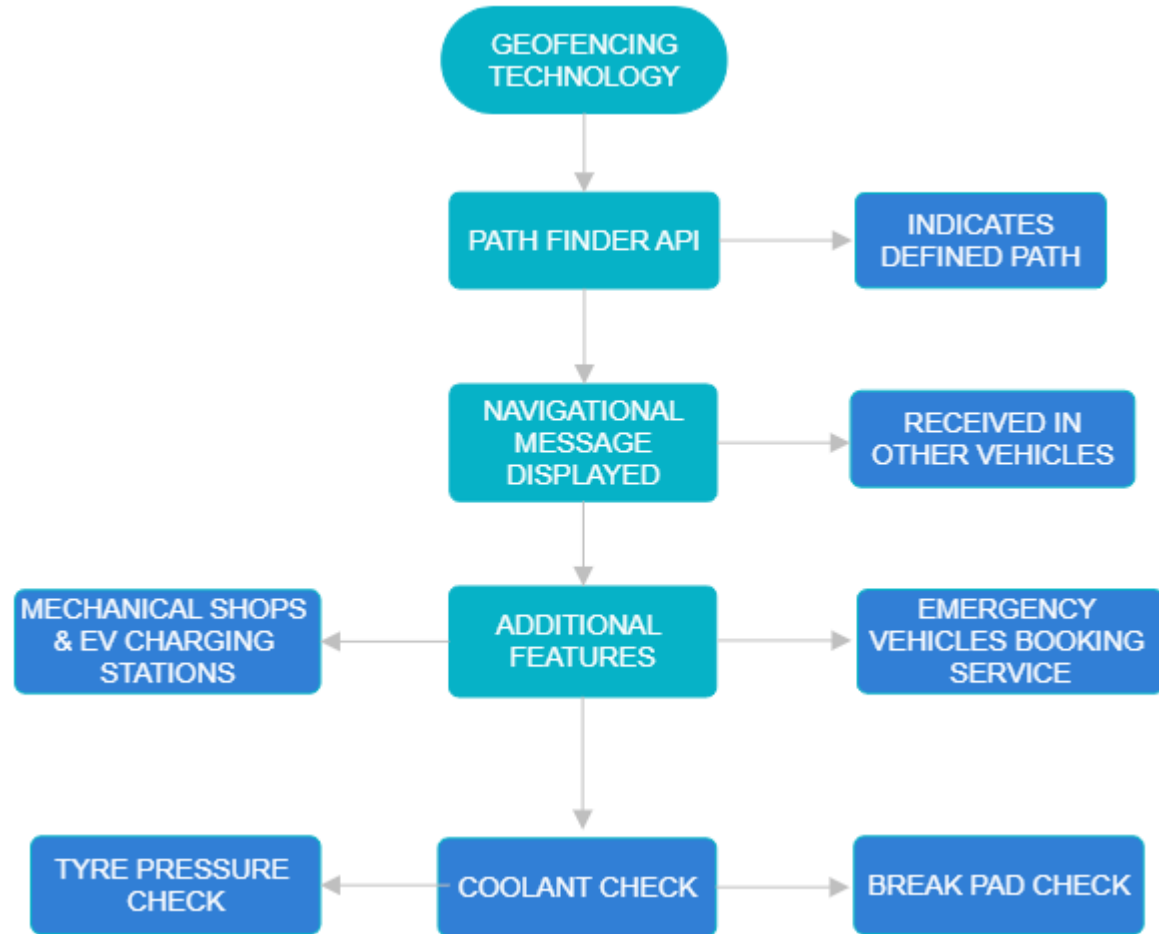 GEOFENCING
TECHNOLOGY
PATH FINDER API
INDICATES
DEFINED PATH
NAVIGATIONAL
MESSAGE
DISPLAYED
RECEIVED IN
OTHER VEHICLES
MECHANICAL SHOPS
& EV CHARGING
STATIONS
ADDITIONAL
FEATURES
EMERGENCY
VEHICLES BOOKING
SERVICE
TYRE PRESSURE
CHECK
COOLANT CHECK
BREAK PAD CHECK